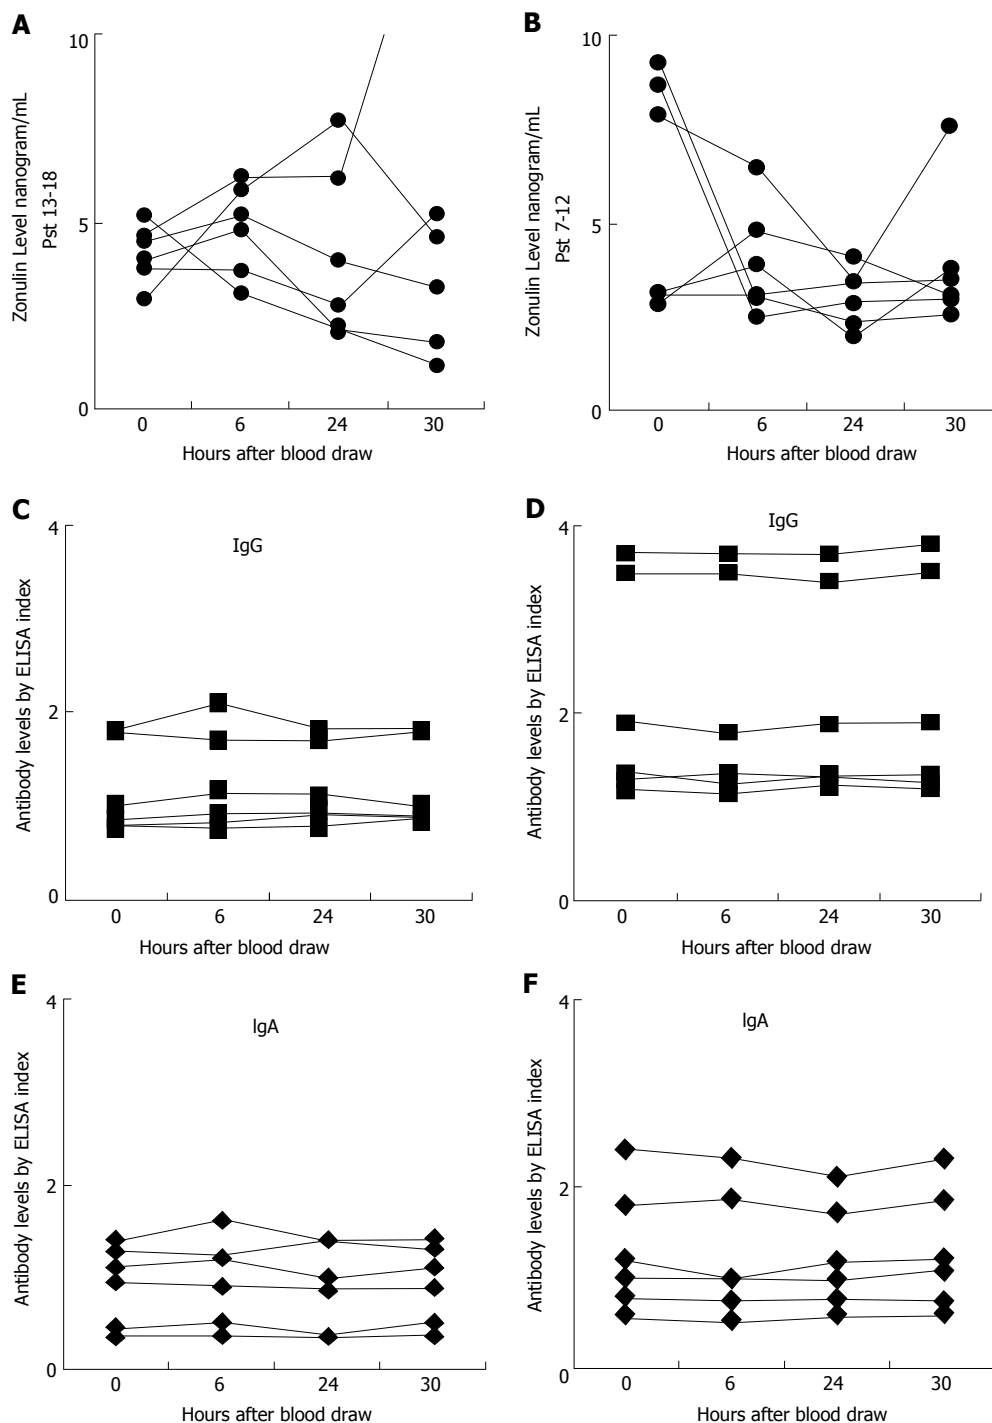 A
10
5
0
Zonulin Level nanogram/mL
Pst 13-18
0 6 24 30
Hours after blood draw
B
10
5
0
Zonulin Level nanogram/mL
Pst 7-12
0 6 24 30
Hours after blood draw
C
IgG
4
2
0
Antibody levels by ELISA index
0 6 24 30
Hours after blood draw
D
IgG
4
2
0
Antibody levels by ELISA index
0 6 24 30
Hours after blood draw
E
IgA
4
2
0
Antibody levels by ELISA index
0 6 24 30
Hours after blood draw
F
IgA
4
2
0
Antibody levels by ELISA index
0 6 24 30
Hours after blood draw